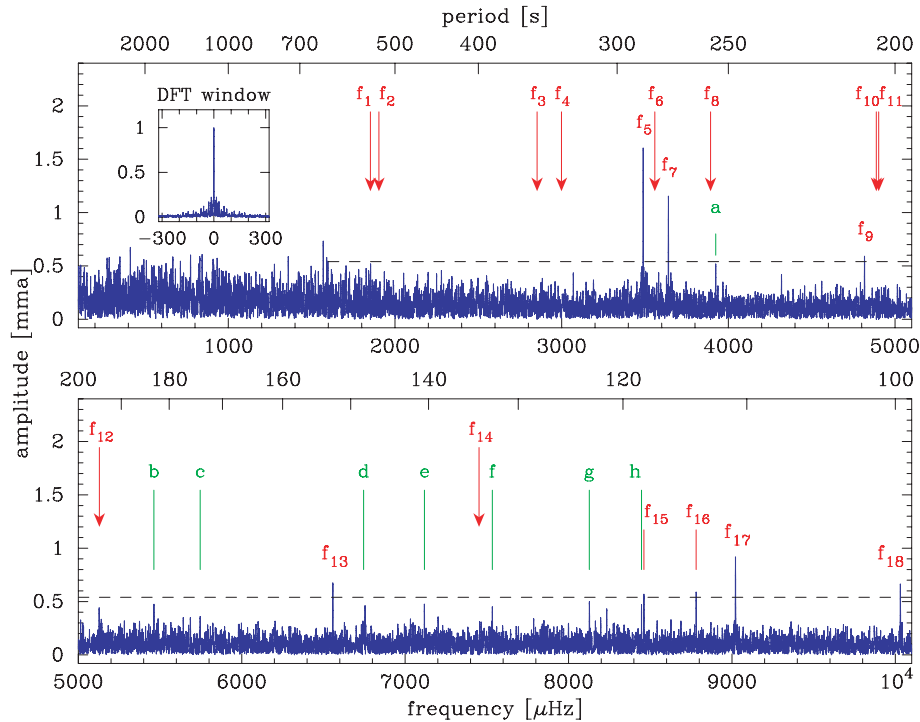 period [s]
2000 1000 700 500 400 300 250 200
DFT window
1
0.5
0
−300 0 300
f1 f2 f3 f4 f5 f6 f7 f8 a f9 f10 f11
2
1.5
1
0.5
0
1000 2000 3000 4000 5000
amplitude [mma]
200 180 160 140 120 100
f12 b c f13 d e f14 f g h f15 f16 f17 f18
2
1.5
1
0.5
0
5000 6000 7000 8000 9000 10⁴
frequency [μHz]